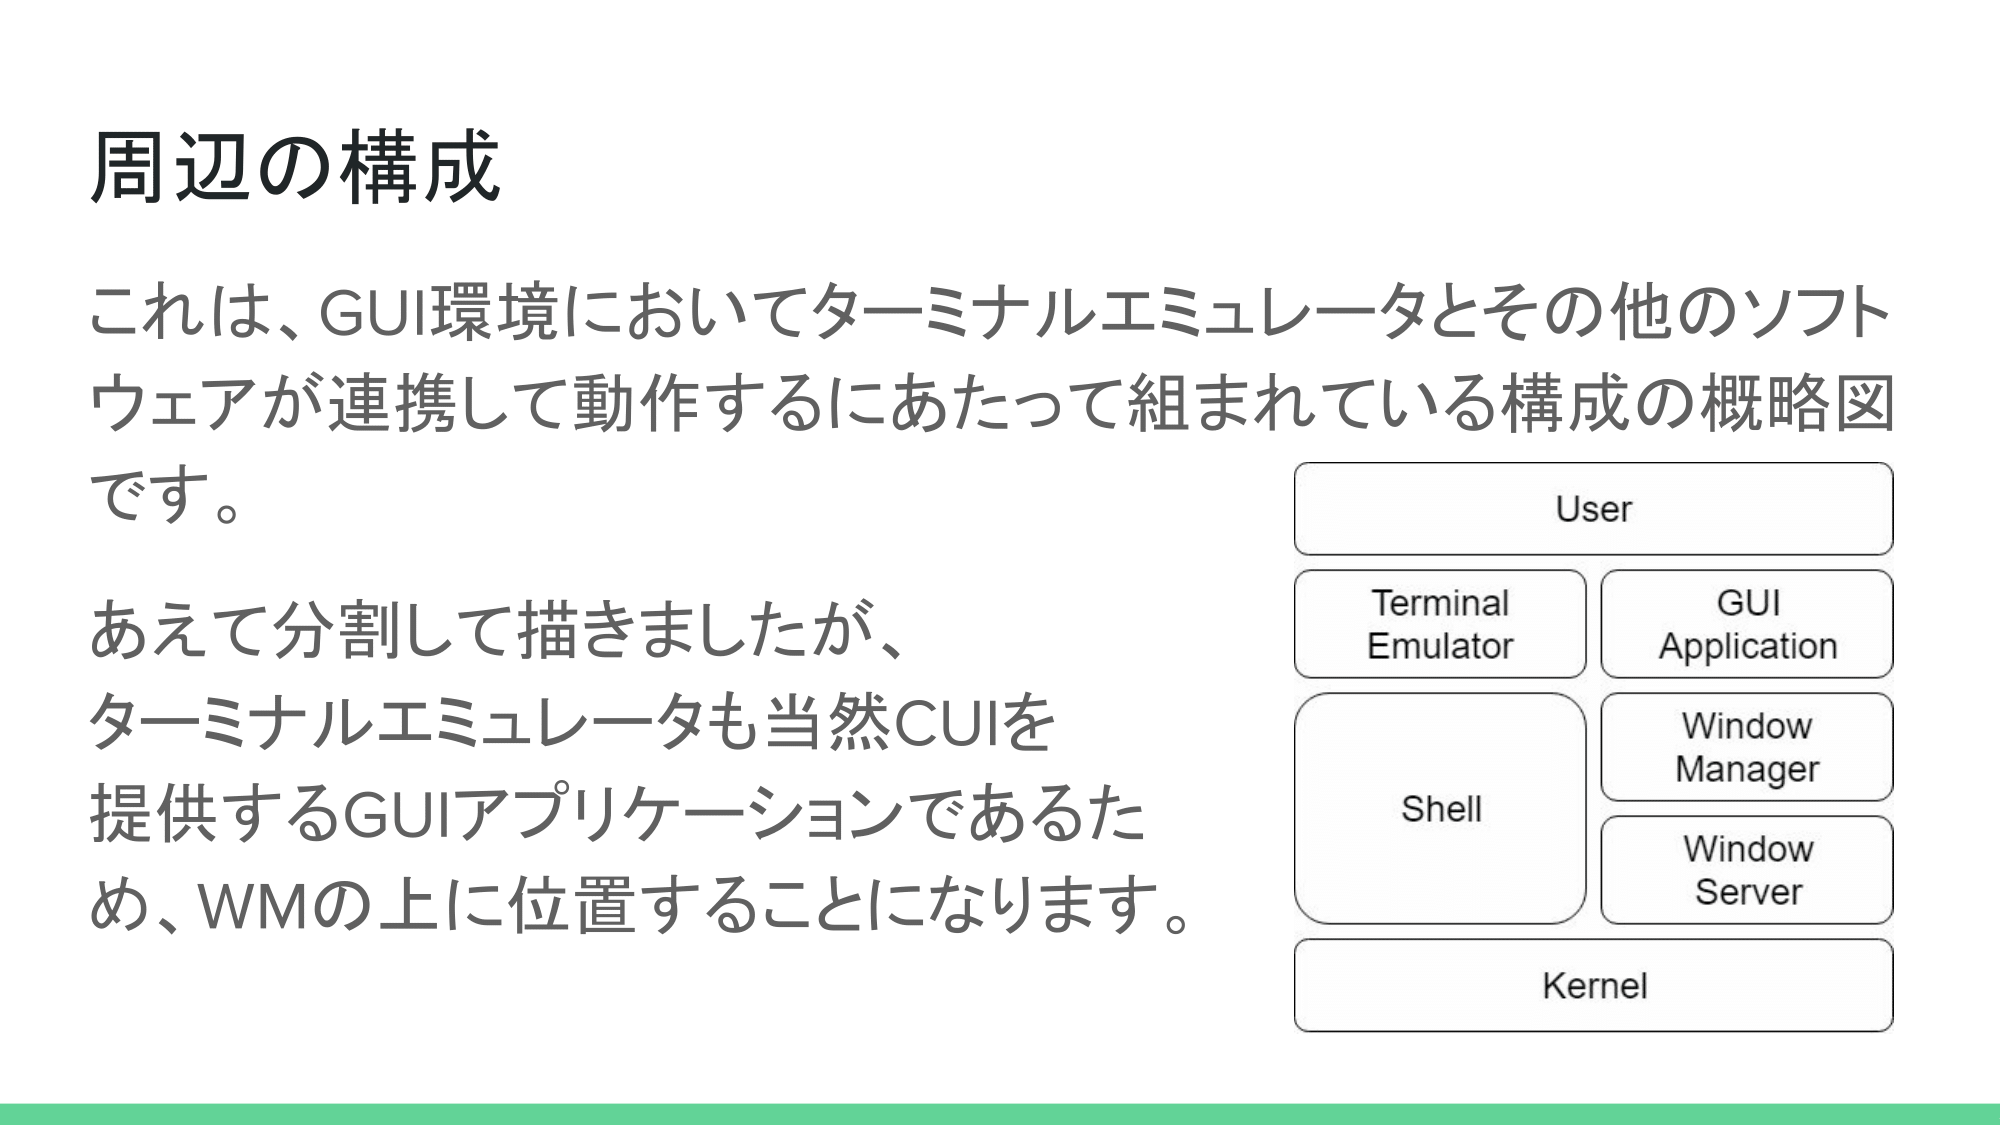 周辺の構成
これは、GUI環境においてターミナルエミュレータとその他のソフト
ウェアが連携して動作するにあたって組まれている構成の概略図
です。
あえて分割して描きましたが、
ターミナルエミュレータも当然CUIを
提供するGUIアプリケーションであるた
め、WMの上に位置することになります。
User
Terminal
Emulator
GUI
Application
Shell
Window
Manager
Window
Server
Kernel